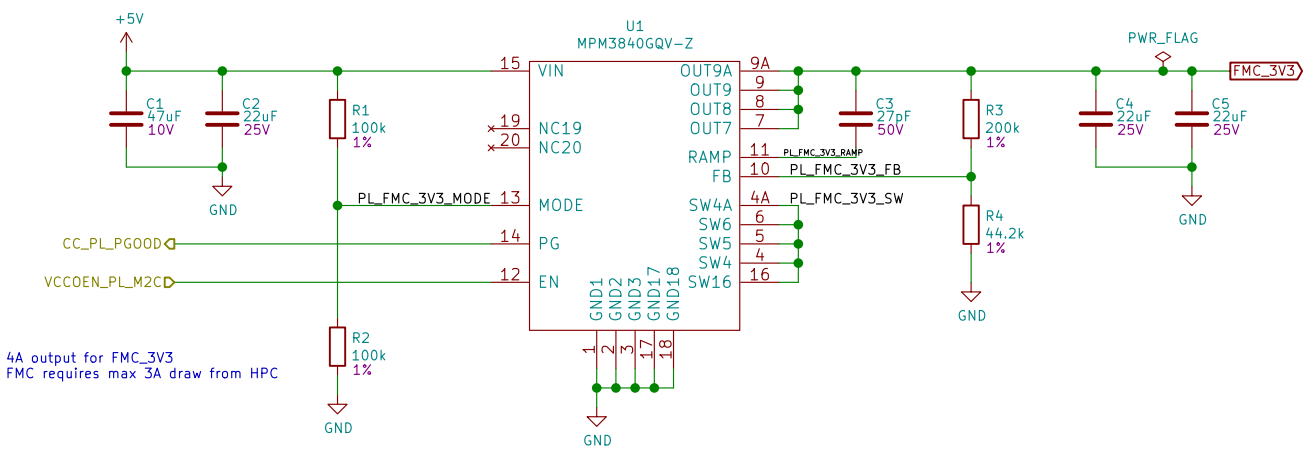 +5V
U1
MPM3840GQV-Z
PWR_FLAG
15
VIN
OUT9A
9A
FMC_3V3
OUT9
9
OUT8
8
OUT7
7
C1
47uF
10V
C2
22uF
25V
R1
100k
1%
19
NC19
20
NC20
C3
27pF
50V
R3
200k
1%
C4
22uF
25V
C5
22uF
25V
RAMP
11
PL_FMC_3V3_RAMP
FB
10
PL_FMC_3V3_FB
GND
PL_FMC_3V3_MODE
13
MODE
SW4A
4A
PL_FMC_3V3_SW
GND
SW6
6
R4
44.2k
1%
CC_PL_PGOOD
14
PG
SW5
5
SW4
4
VCCOEN_PL_M2C
12
EN
SW16
16
GND1
GND2
GND3
GND17
GND18
GND
1
2
3
17
18
R2
100k
1%
4A output for FMC_3V3
FMC requires max 3A draw from HPC
GND
GND